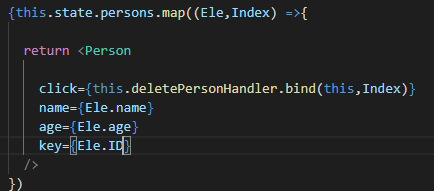 {this.state.persons.map((Ele,Index) =>{
return <Person
click={this.deletePersonHandler.bind(this,Index)}
name={Ele.name}
age={Ele.age}
key={Ele.ID}
/>
})